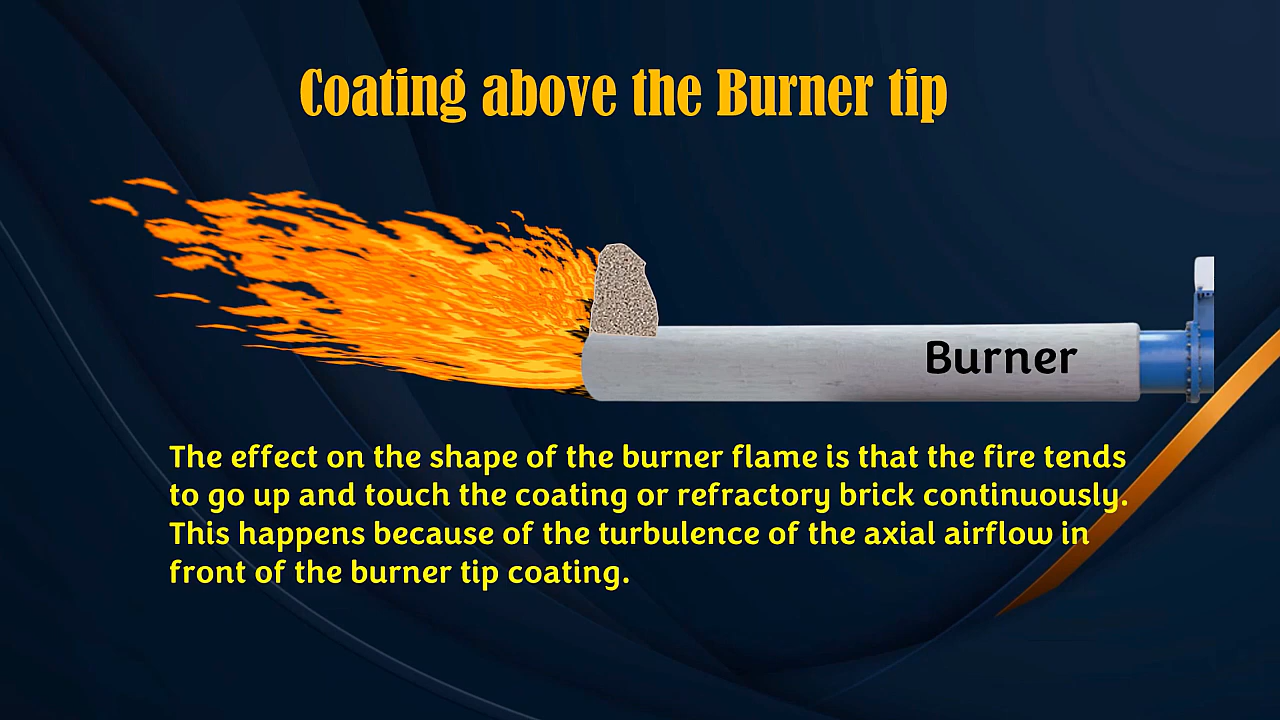 Coating above the Burner tip
Burner
The effect on the shape of the burner flame is that the fire tends
to go up and touch the coating or refractory brick continuously.
This happens because of the turbulence of the axial airflow in
front of the burner tip coating.